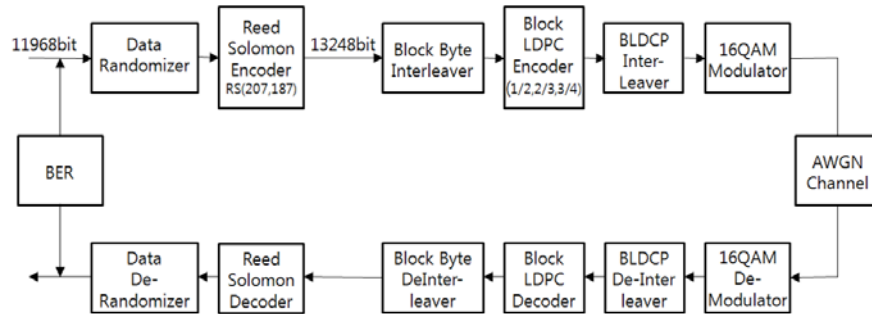 11968bit
Data
Randomizer
Reed
Solomon
Encoder
RS(207,187)
13248bit
Block Byte
Interleaver
Block
LDPC
Encoder
(1/2,2/3,3/4)
BLDCP
Inter-
Leaver
16QAM
Modulator
BER
AWGN
Channel
Data
De-
Randomizer
Reed
Solomon
Decoder
Block Byte
DeInter-
leaver
Block
LDPC
Decoder
BLDCP
De-Inter
leaver
16QAM
De-
Modulator